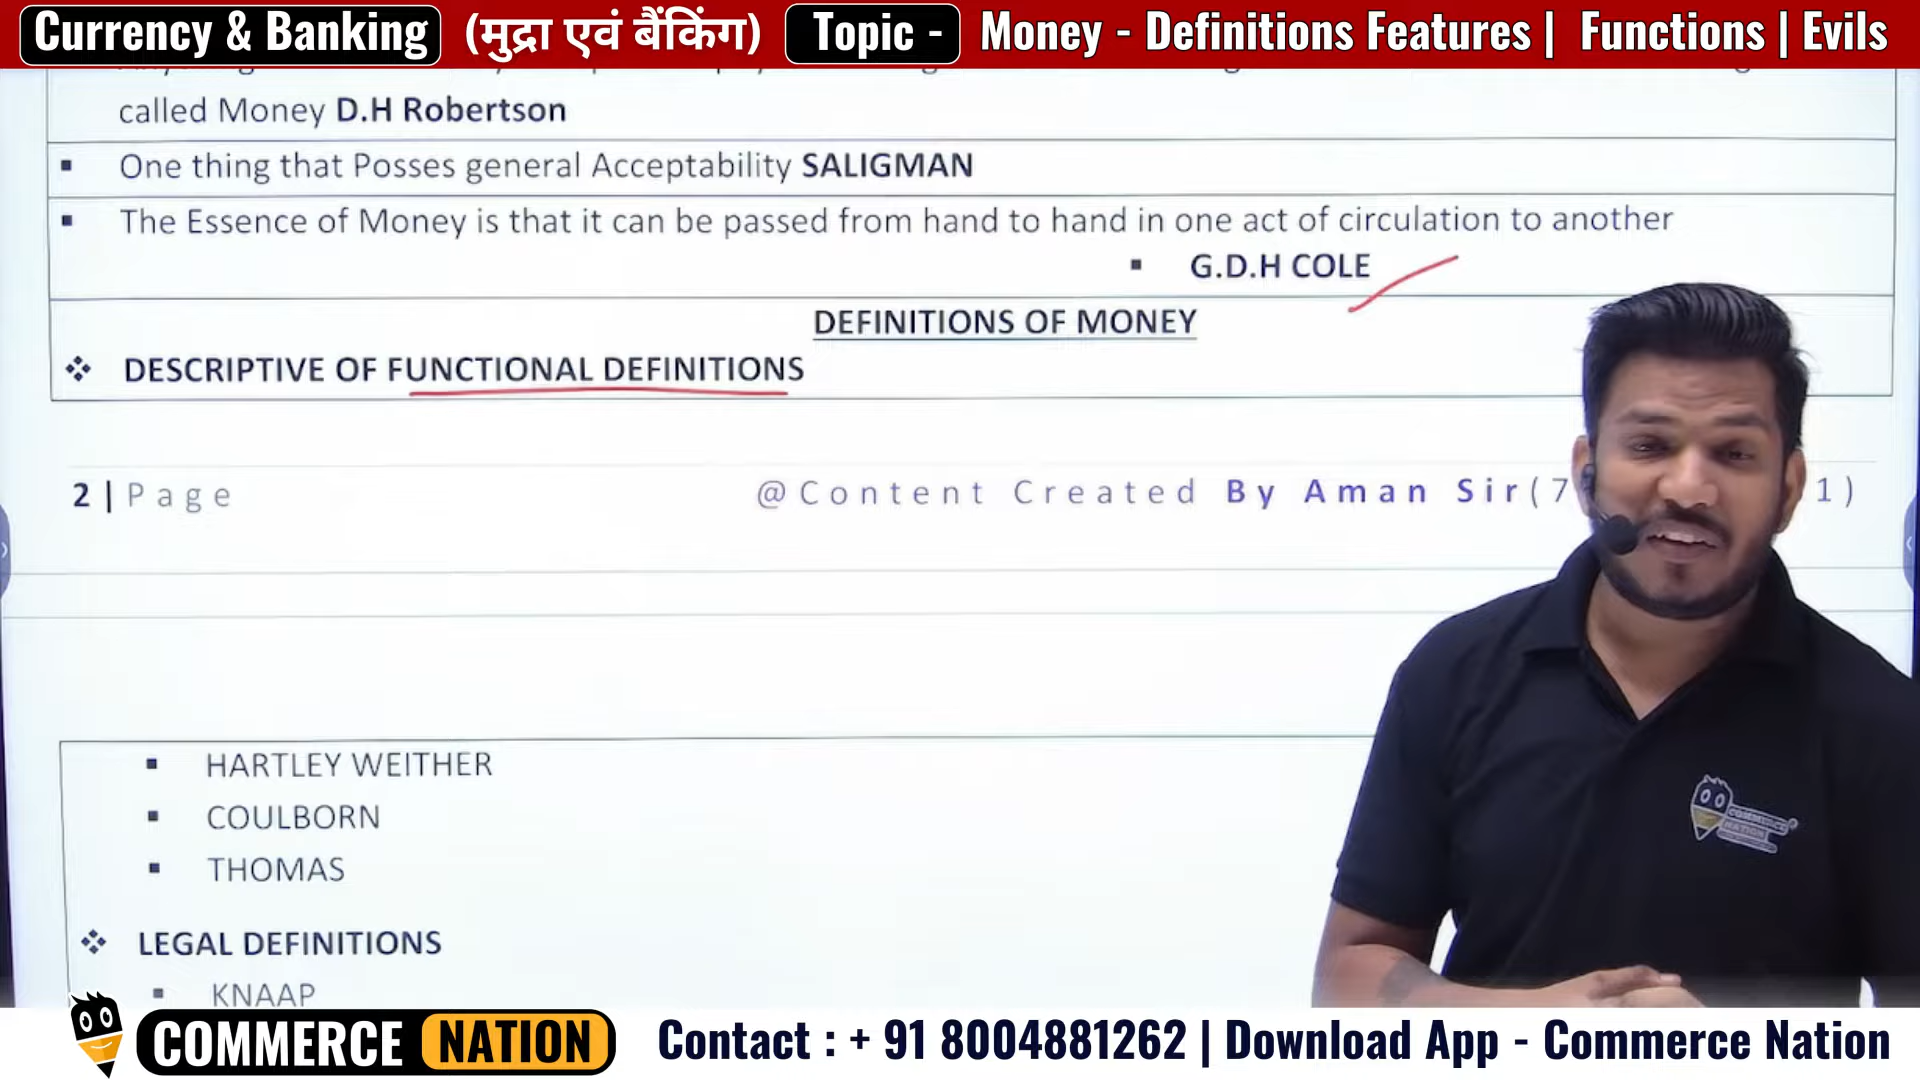 Currency & Banking (मुद्रा एवं बैंकिंग) Topic - Money - Definitions Features | Functions | Evils
called Money D.H Robertson
▪ One thing that Posses general Acceptability SALIGMAN
▪ The Essence of Money is that it can be passed from hand to hand in one act of circulation to another
▪ G.D.H COLE
DEFINITIONS OF MONEY
❖ DESCRIPTIVE OF FUNCTIONAL DEFINITIONS
2 | Page @Content Created By Aman Sir(7 1)
▪ HARTLEY WEITHER
▪ COULBORN
▪ THOMAS
❖ LEGAL DEFINITIONS
▪ KNAAP
COMMERCE NATION
COMMERCE NATION Contact : + 91 8004881262 | Download App - Commerce Nation